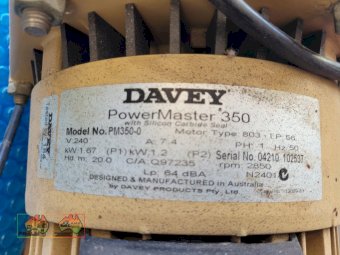 DAVEY
PowerMaster 350
with Silicon Carbide Seal
Model No. PM350-0 Motor Type: 803 - I.P 56
V.240 A: 7.4 PH: 1 Hz 50
kW 1.67 (P1) kW 1.2 (P2) Serial No. 04210 102537
Hd. m: 20.0 C/A Q97235 rpm: 2850
Lp. 64 dBA N2401
DESIGNED & MANUFACTURED in Australia
by DAVEY PRODUCTS Pty, Ltd.